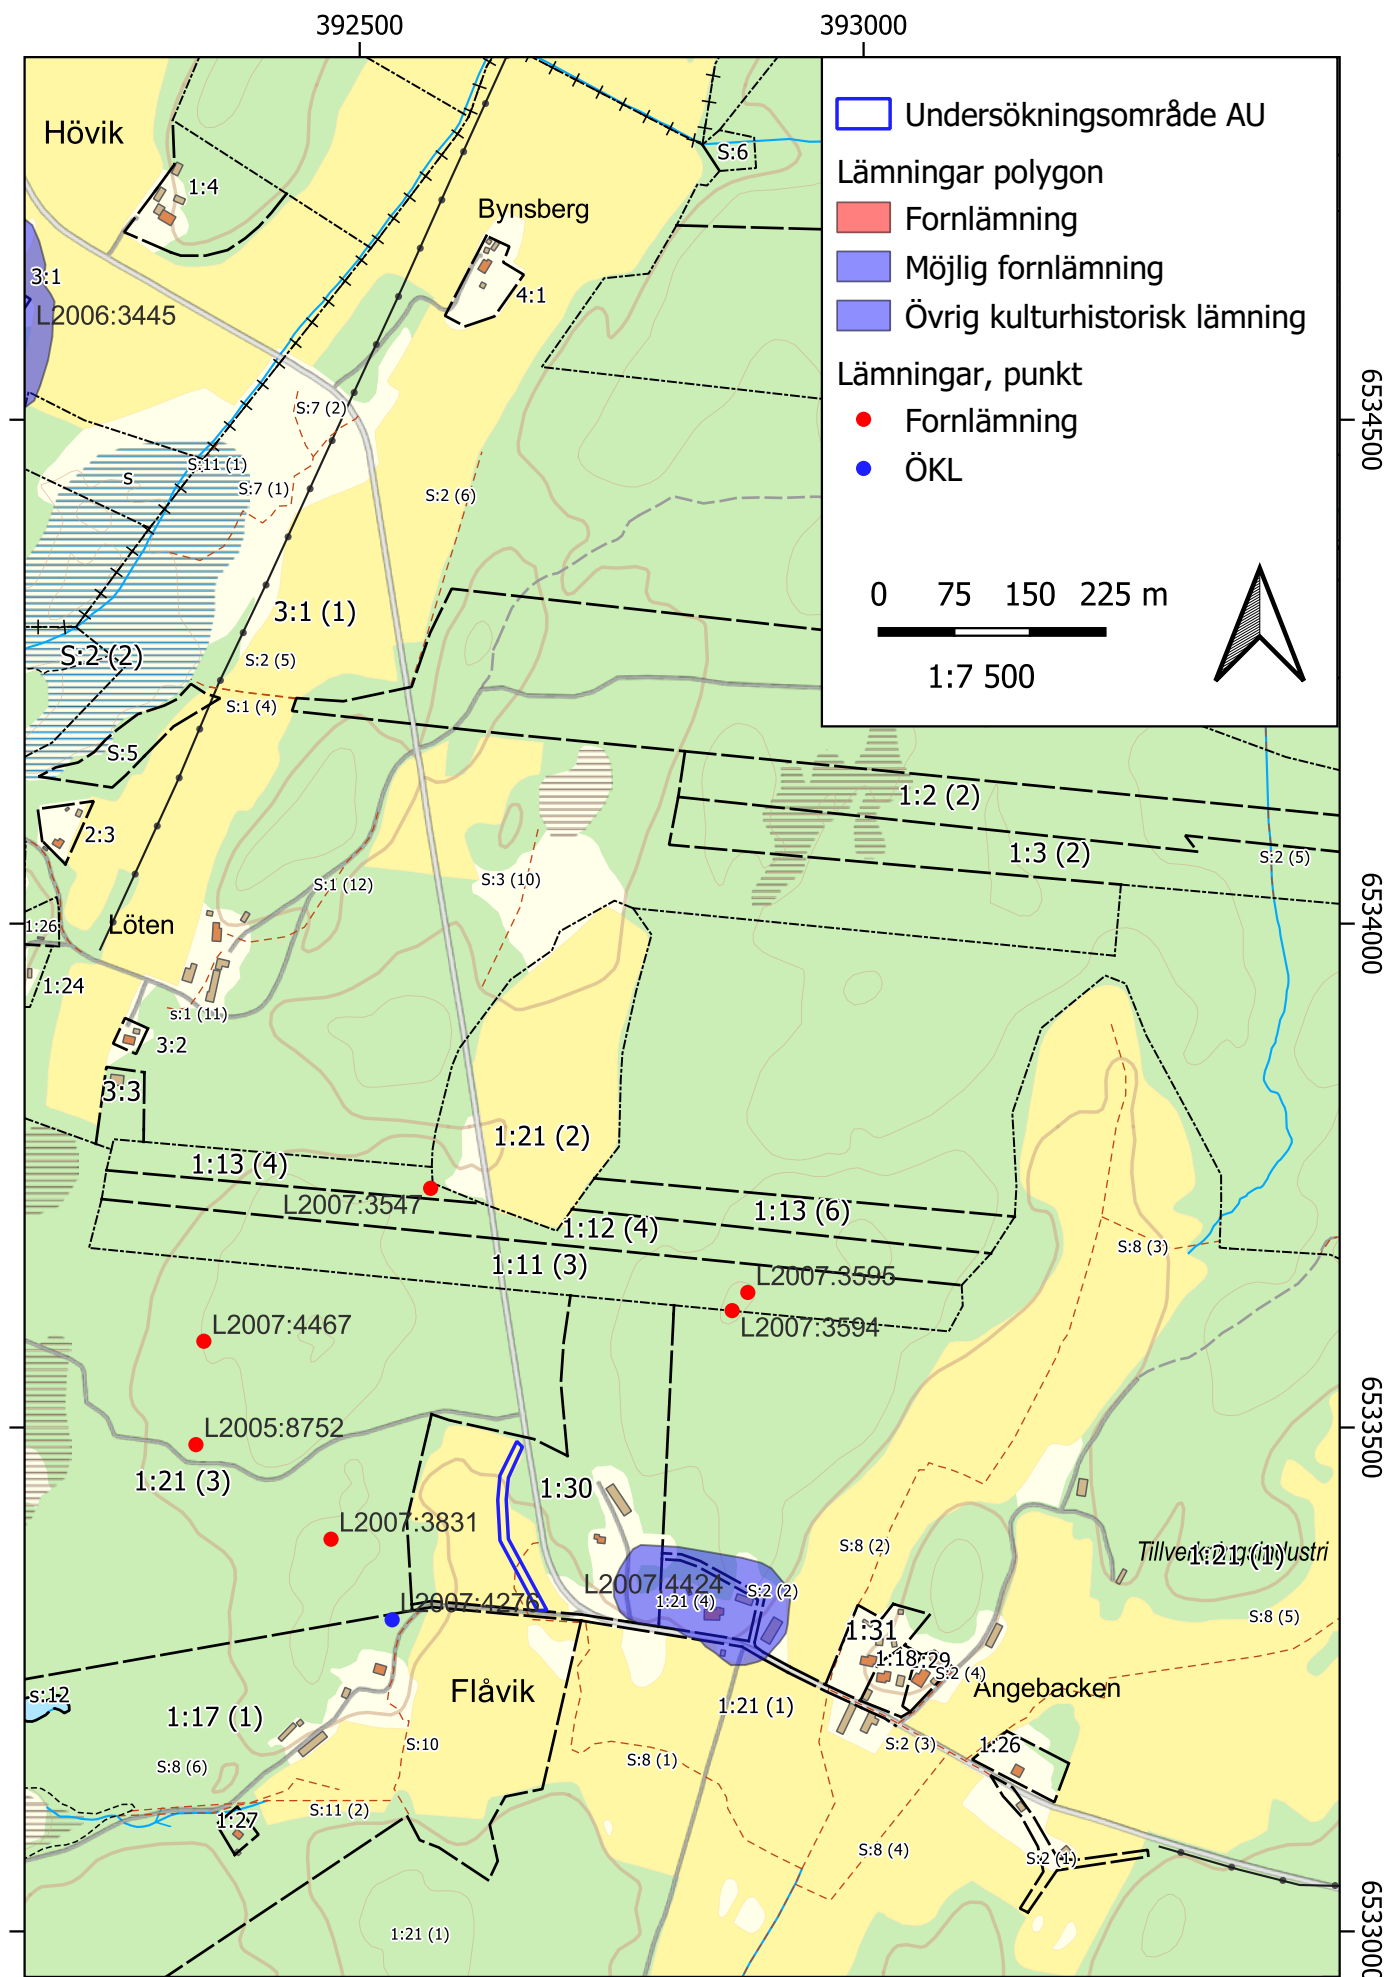 392500
393000
Hövik
1:4
S:6
Bynsberg
3:1
4:1
L2006:3445
Undersökningsområde AU
Lämningar polygon
Fornlämning
Möjlig fornlämning
Övrig kulturhistorisk lämning
Lämningar, punkt
Fornlämning
ÖKL
0 75 150 225 m
1:7 500
6534500
S:7 (2)
S:11 (1)
s
S:7 (1)
S:2 (6)
3:1 (1)
S:2 (2)
S:2 (5)
S:1 (4)
S:5
1:2 (2)
2:3
1:3 (2)
S:2 (5)
S:1 (12)
S:3 (10)
1:26
Löten
6534000
1:24
s:1 (11)
3:2
3:3
1:21 (2)
1:13 (4)
L2007:3547
1:13 (6)
1:12 (4)
S:8 (3)
1:11 (3)
L2007:3595
L2007:3594
L2007:4467
L2005:8752
6533500
1:21 (3)
1:30
L2007:3831
S:8 (2)
Tillverkningsindustri
1:21 (1)
L2007:4424
S:2 (2)
1:21 (4)
L2007:4276
S:8 (5)
1:31
1:18
:29
S:2 (4)
Flåvik
Ängebacken
s:12
1:17 (1)
1:21 (1)
S:10
S:2 (3)
1:26
S:8 (1)
S:8 (6)
S:11 (2)
1:27
S:8 (4)
S:2 (1)
1:21 (1)
6533000